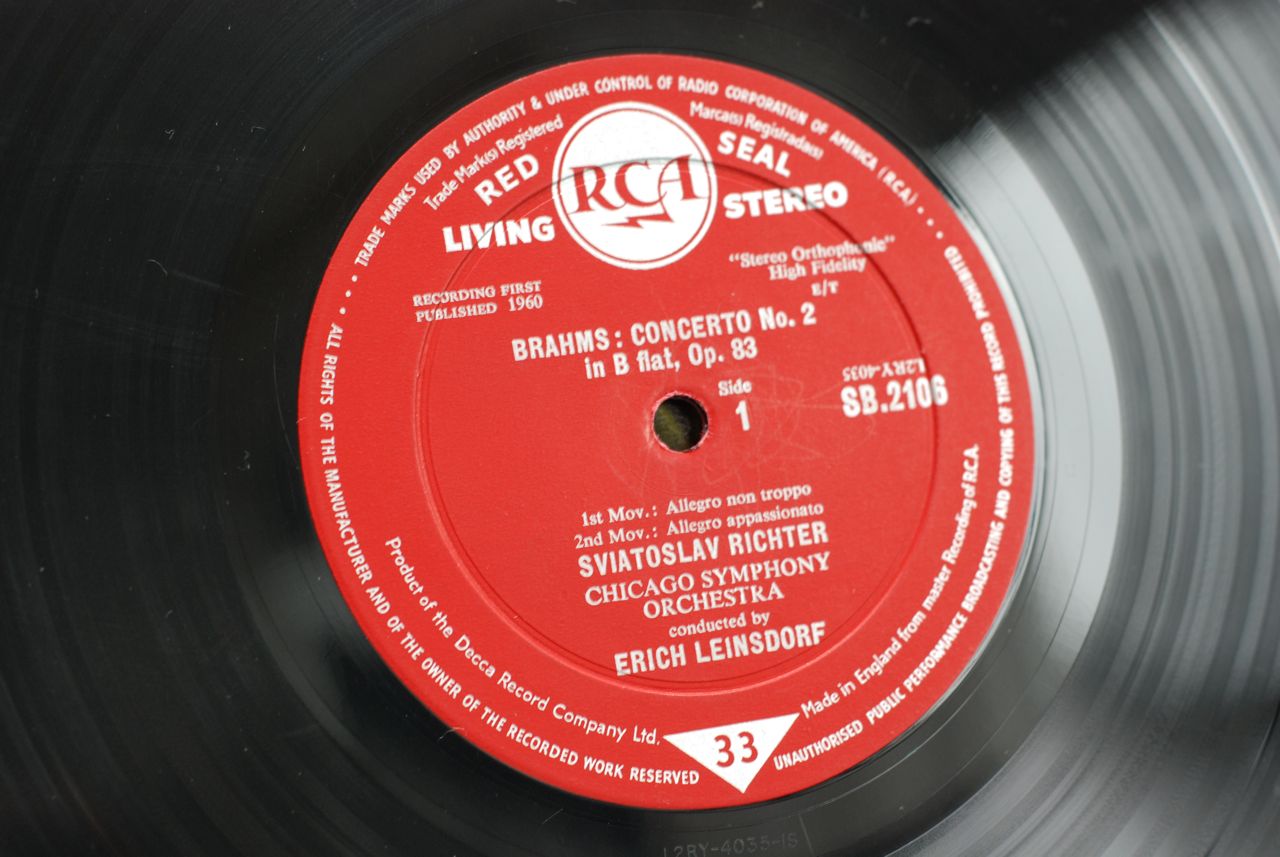 TRADE MARKS USED BY AUTHORITY & UNDER CONTROL OF RADIO CORPORATION OF AMERICA (RCA)...
Trade Mark(s) Registered
Marca(s) Registrada(s)
RED SEAL
RCA
LIVING STEREO
"Stereo Orthophonic"
High Fidelity
RECORDING FIRST
PUBLISHED 1960
E/T
BRAHMS: CONCERTO No. 2
in B flat, Op. 83
Side
1
L2RY-4035
SB.2106
1st Mov.: Allegro non troppo
2nd Mov.: Allegro appassionato
SVIATOSLAV RICHTER
CHICAGO SYMPHONY
ORCHESTRA
conducted by
ERICH LEINSDORF
Product of the Decca Record Company Ltd.
33
Made in England from master Recording of R.C.A.
...ALL RIGHTS OF THE MANUFACTURER AND OF THE OWNER OF THE RECORDED WORK RESERVED
UNAUTHORISED PUBLIC PERFORMANCE BROADCASTING AND COPYING OF THIS RECORD PROHIBITED
L2RY-4035-1S